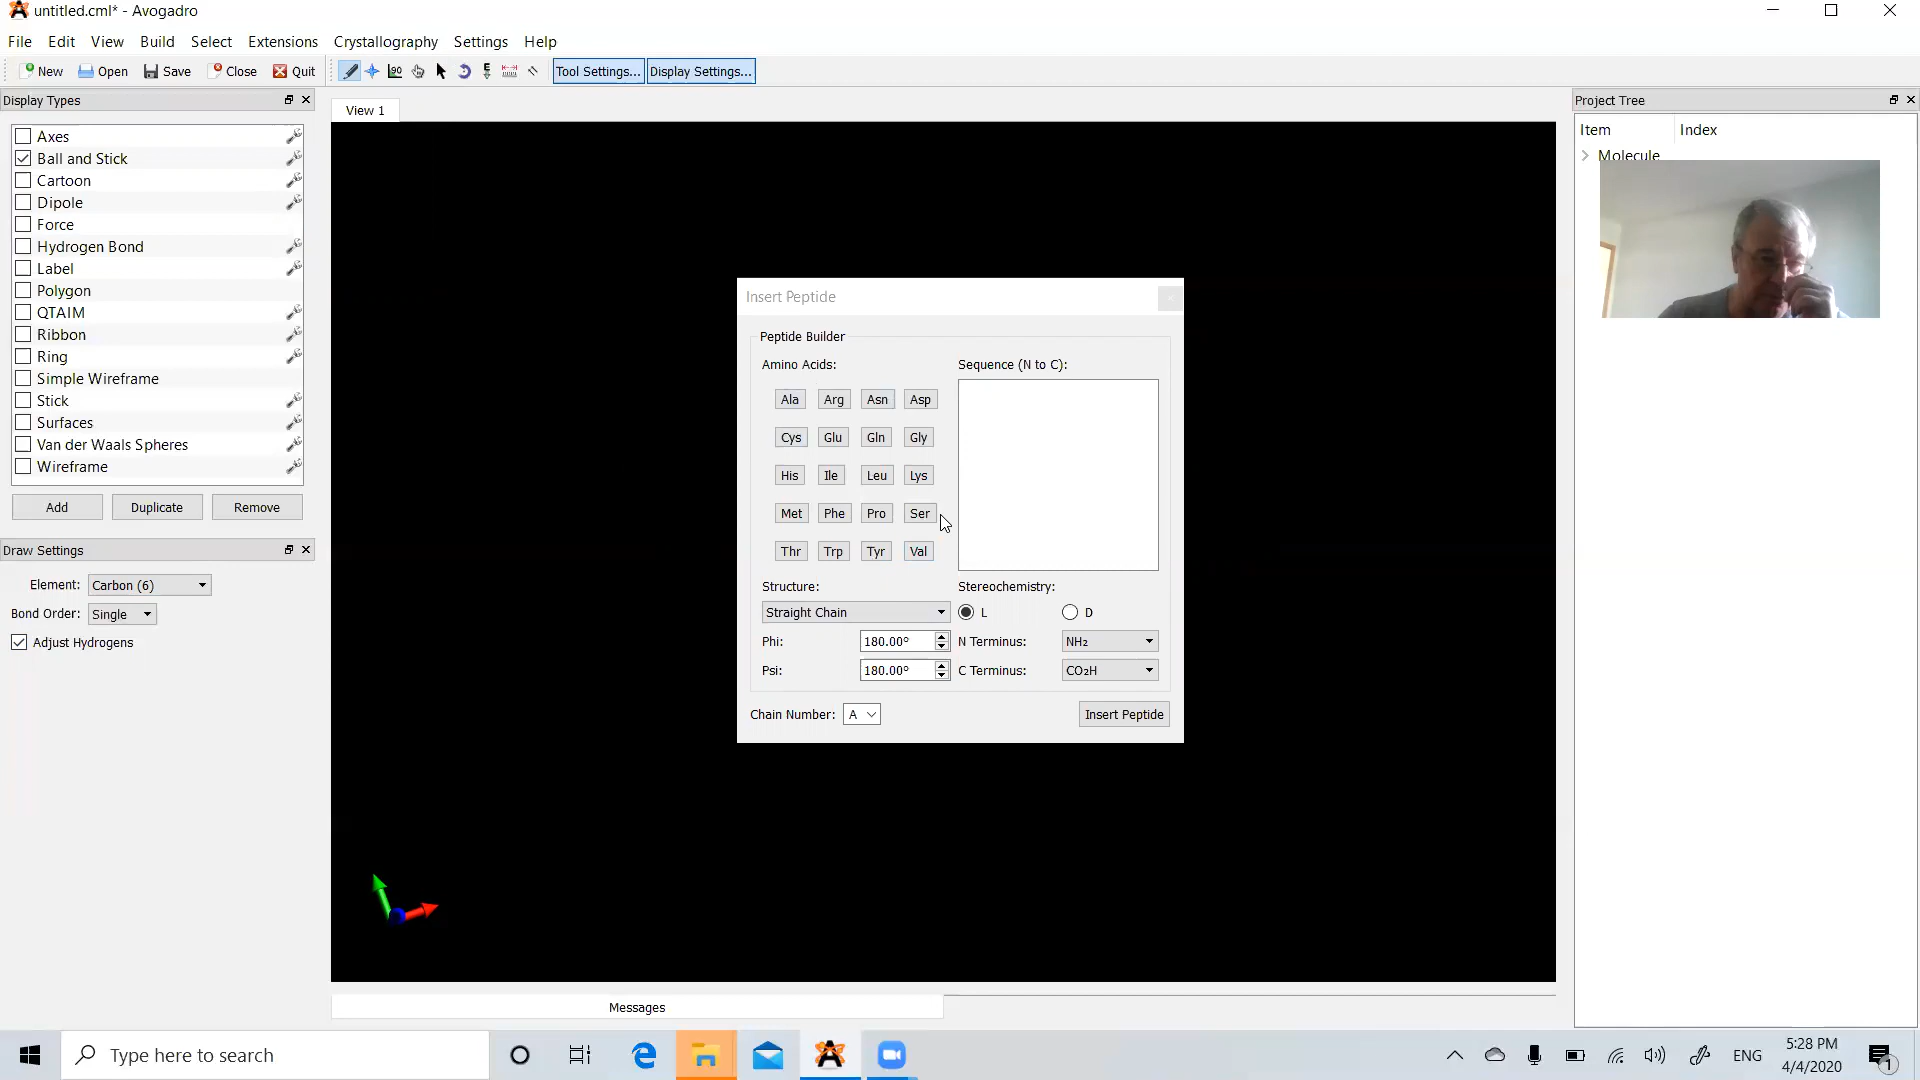 untitled.cml* - Avogadro
File Edit View Build Select Extensions Crystallography Settings Help
New Open Save Close Quit Tool Settings... Display Settings...
Display Types
Axes
Ball and Stick
Cartoon
Dipole
Force
Hydrogen Bond
Label
Polygon
QTAIM
Ribbon
Ring
Simple Wireframe
Stick
Surfaces
Van der Waals Spheres
Wireframe
Add Duplicate Remove
Draw Settings
Element: Carbon (6)
Bond Order: Single
Adjust Hydrogens
View 1
Insert Peptide
Peptide Builder
Amino Acids: Sequence (N to C):
Ala Arg Asn Asp
Cys Glu Gln Gly
His Ile Leu Lys
Met Phe Pro Ser
Thr Trp Tyr Val
Structure: Stereochemistry:
Straight Chain L D
Phi: 180.00° N Terminus: NH₂
Psi: 180.00° C Terminus: CO₂H
Chain Number: A Insert Peptide
Messages
Project Tree
Item Index
Molecule
Type here to search
ENG
5:28 PM
4/4/2020
1